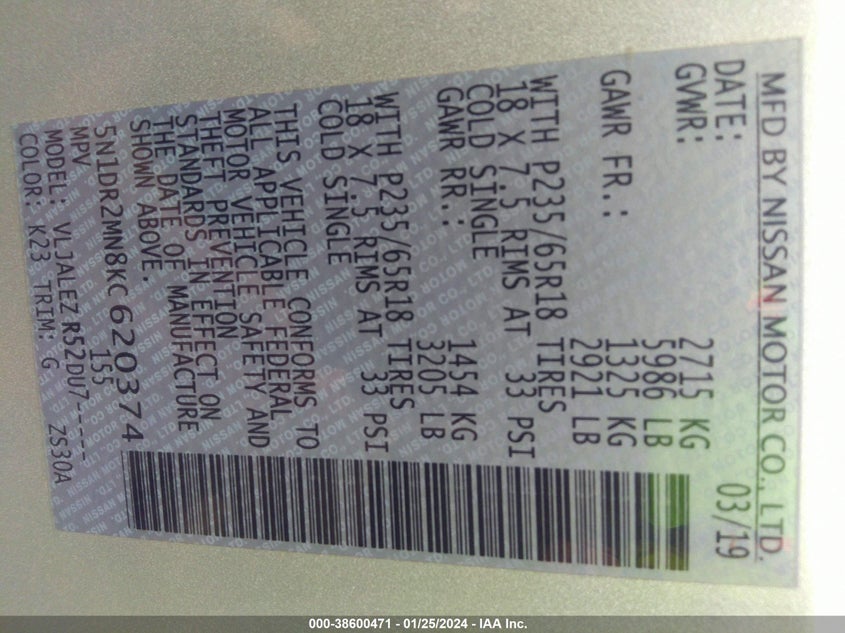 MFD BY NISSAN MOTOR CO., LTD.
DATE: 03/19
GVWR: 2715 KG
5986 LB
GAWR FR.: 1325 KG
2921 LB
WITH P235/65R18 TIRES
18 X 7.5 RIMS AT 33 PSI
COLD SINGLE
GAWR RR.: 1454 KG
3205 LB
WITH P235/65R18 TIRES
18 X 7.5 RIMS AT 33 PSI
COLD SINGLE
THIS VEHICLE CONFORMS TO
ALL APPLICABLE FEDERAL
MOTOR VEHICLE SAFETY AND
THEFT PREVENTION
STANDARDS IN EFFECT ON
THE DATE OF MANUFACTURE
SHOWN ABOVE.
5N1DR2MN8KC620374
MPV 155
MODEL: VLJALEZ R52DU7-----
COLOR: K23 TRIM: G ZS30A
000-38600471 - 01/25/2024 - IAA Inc.